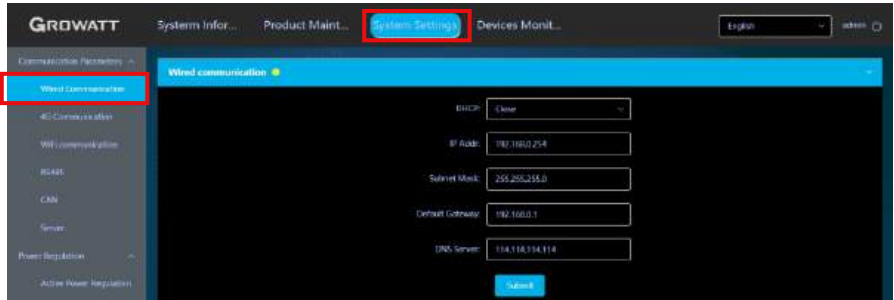 GROWATT
Systerm Infor... Product Maint... System Settings Devices Monit... English admin
Communication Parameters
Wired Communication
4G Communication
WiFi communication
RS485
CAN
Server
Power Regulation
Active Power Regulation
Wired communication
DHCP: Close
IP Addr: 192.168.0.254
Subnet Mask: 255.255.255.0
Default Gateway: 192.168.0.1
DNS Server: 114.114.114.114
Submit